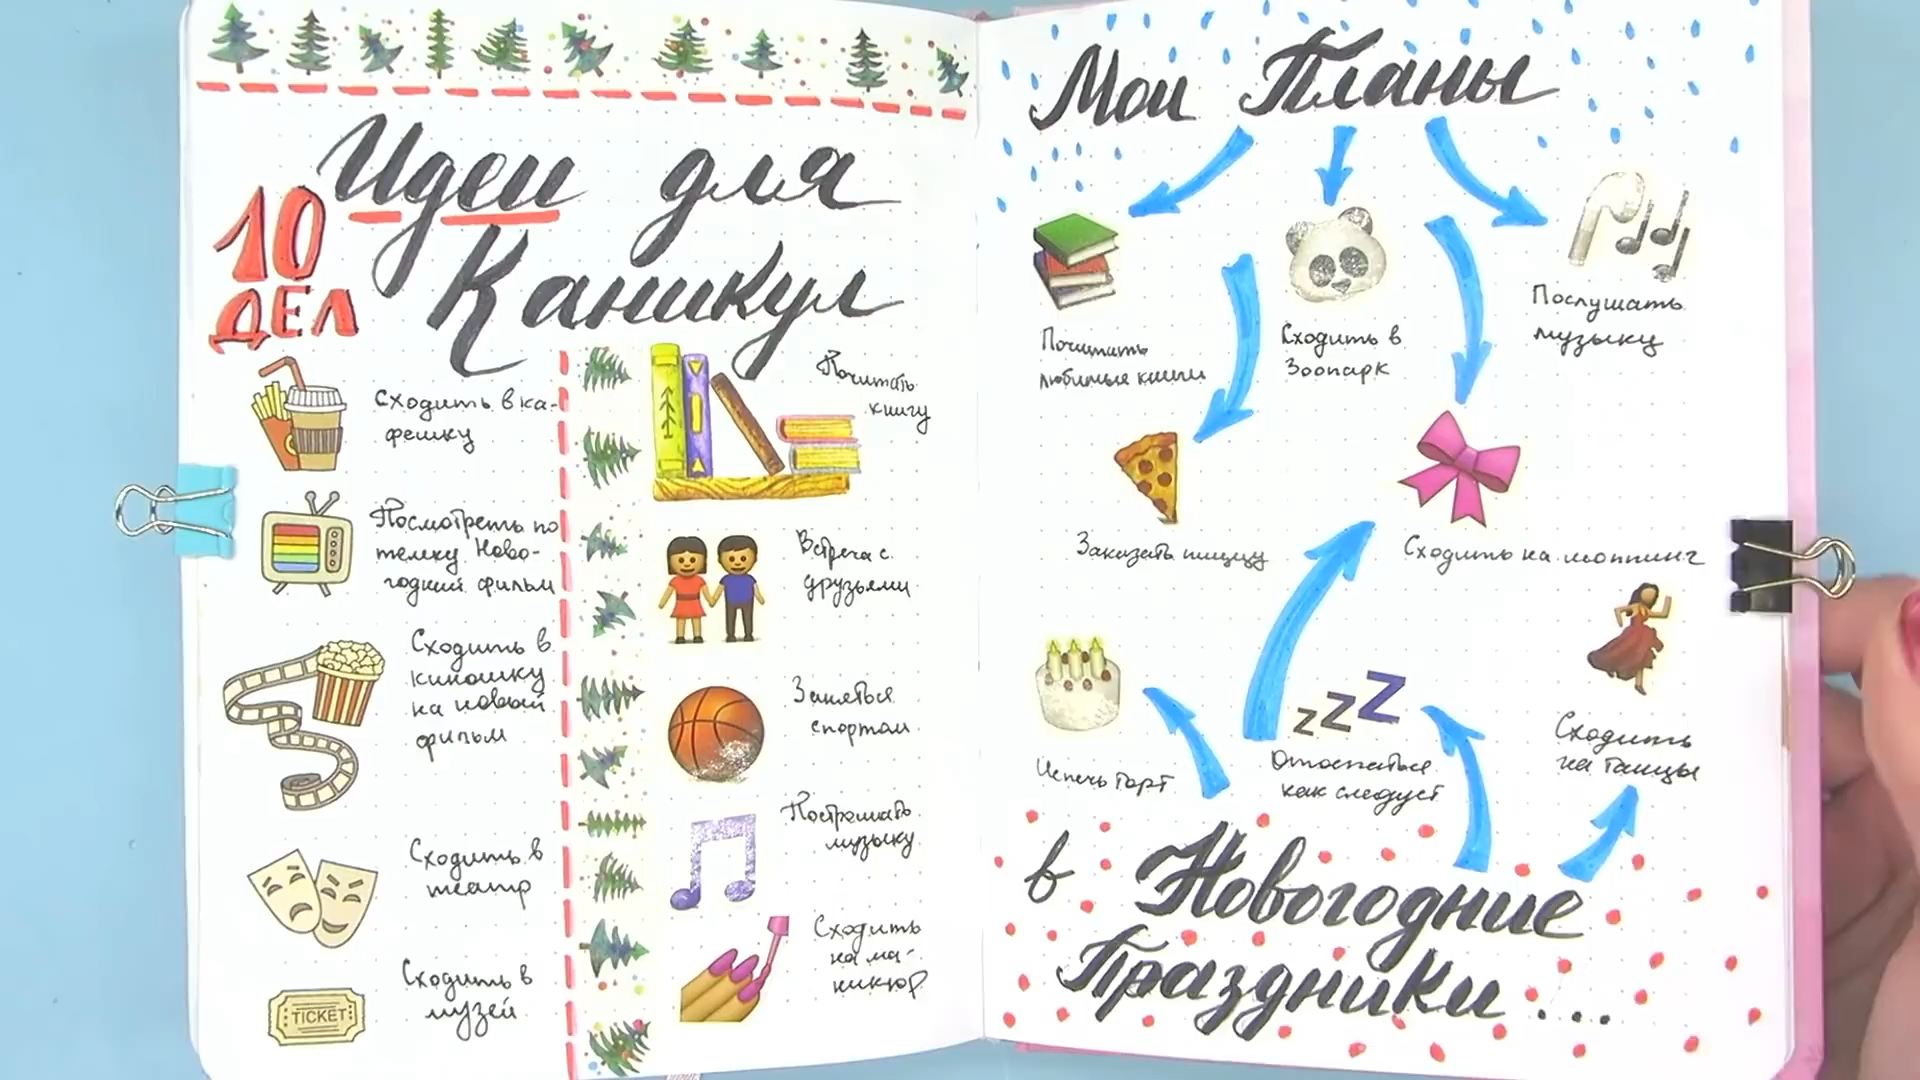 Идеи для
Каникул
10
ДЕЛ
Сходить в ка-
фешку
Посмотреть по
телику Ново-
годний фильм
Сходить в
киношку
на новый
фильм
Сходить в
театр
Сходить в
музей
TICKET
Почитать
книгу
Встреча с
друзьями
Заняться
спортом
музыку
Сходить
на ма-
никюр
Мои Планы
Почитать
любимые книги
Сходить в
Зоопарк
Послушать
музыку
Заказать пиццу
Сходить на шоппинг
Испечь торт
zzZ
Отоспаться
как следует
Сходить
на танцы
в Новогодние
Праздники...